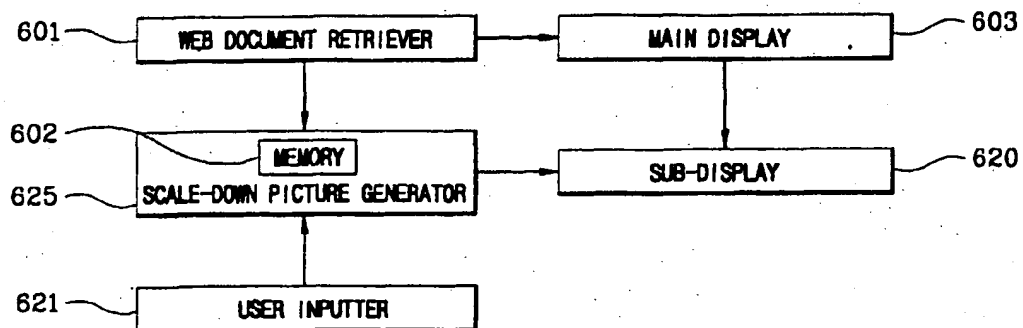 601
WEB DOCUMENT RETRIEVER
MAIN DISPLAY
603
602
MEMORY
625
SCALE-DOWN PICTURE GENERATOR
SUB-DISPLAY
620
621
USER INPUTTER